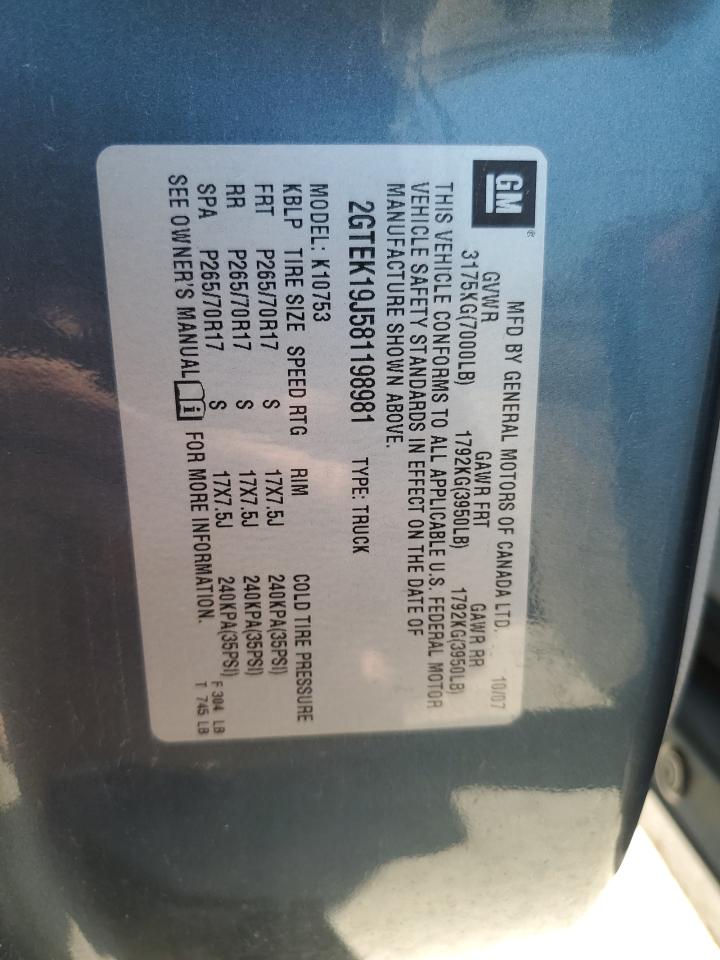 GM ®
MFD BY GENERAL MOTORS OF CANADA LTD. 10/07
GVWR GAWR FRT GAWR RR
3175KG(7000LB) 1792KG(3950LB) 1792KG(3950LB)
THIS VEHICLE CONFORMS TO ALL APPLICABLE U.S. FEDERAL MOTOR
VEHICLE SAFETY STANDARDS IN EFFECT ON THE DATE OF
MANUFACTURE SHOWN ABOVE.
2GTEK19J581198981 TYPE: TRUCK
MODEL: K10753
KBLP TIRE SIZE SPEED RTG RIM COLD TIRE PRESSURE
FRT P265/70R17 S 17X7.5J 240KPA(35PSI)
RR P265/70R17 S 17X7.5J 240KPA(35PSI)
SPA P265/70R17 S 17X7.5J 240KPA(35PSI)
SEE OWNER'S MANUAL i FOR MORE INFORMATION.
F 304 LB
T 745 LB